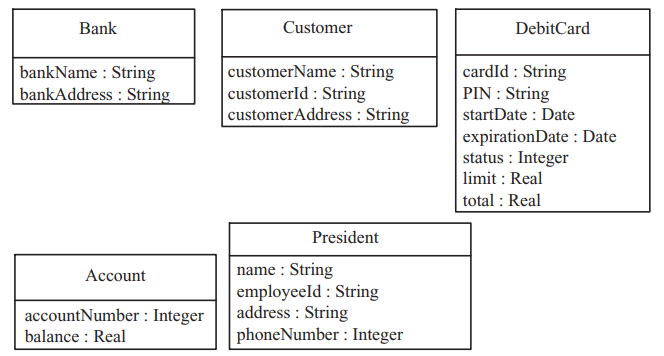 Bank
bankName : String
bankAddress : String
Customer
customerName : String
customerId : String
customerAddress : String
DebitCard
cardId : String
PIN : String
startDate : Date
expirationDate : Date
status : Integer
limit : Real
total : Real
Account
accountNumber : Integer
balance : Real
President
name : String
employeeId : String
address : String
phoneNumber : Integer